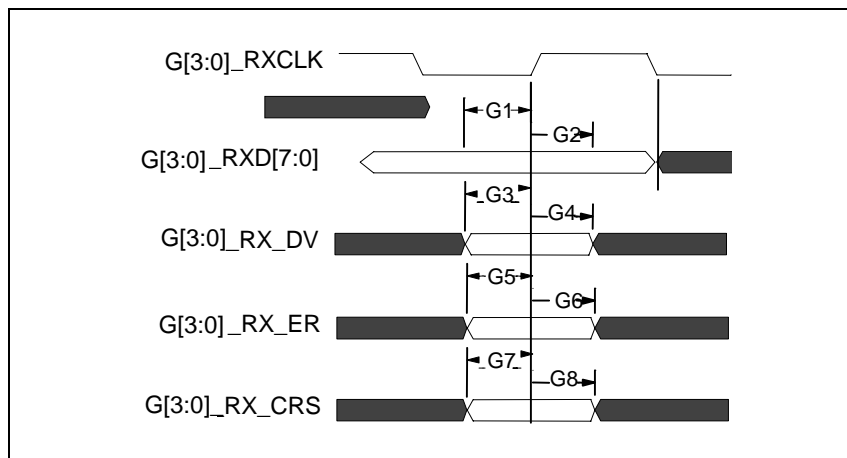 G[3:0]_RXCLK
G1
G2
G[3:0]_RXD[7:0]
G3
G4
G[3:0]_RX_DV
G5
G6
G[3:0]_RX_ER
G7
G8
G[3:0]_RX_CRS